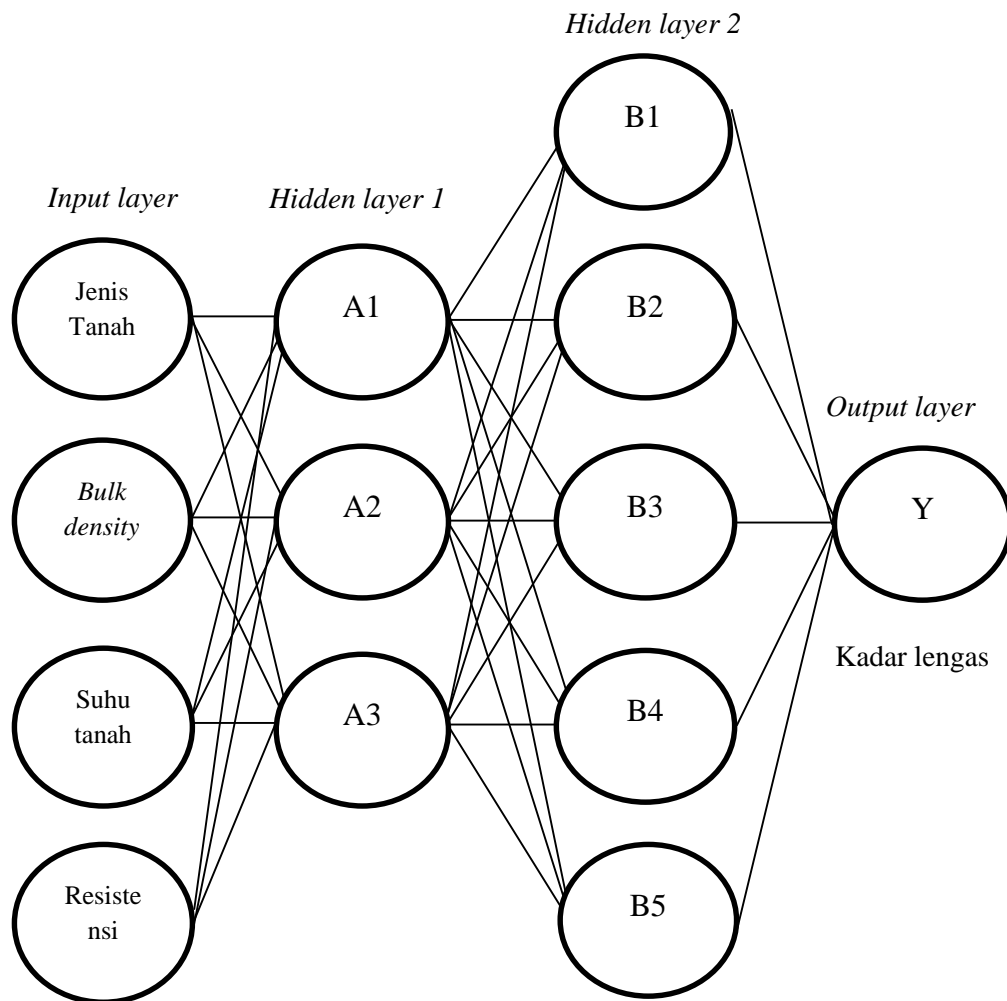 Hidden layer 2
B1
Input layer
Hidden layer 1
Jenis
Tanah
A1
B2
Output layer
Bulk
density
A2
B3
Y
Kadar lengas
Suhu
tanah
A3
B4
Resiste
nsi
B5